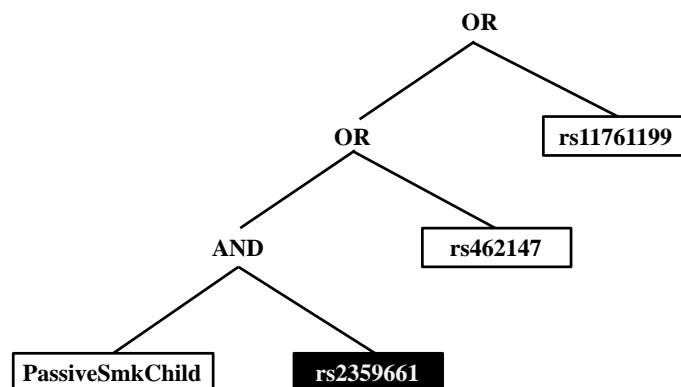 OR
OR
rs11761199
AND
rs462147
PassiveSmkChild
rs2359661